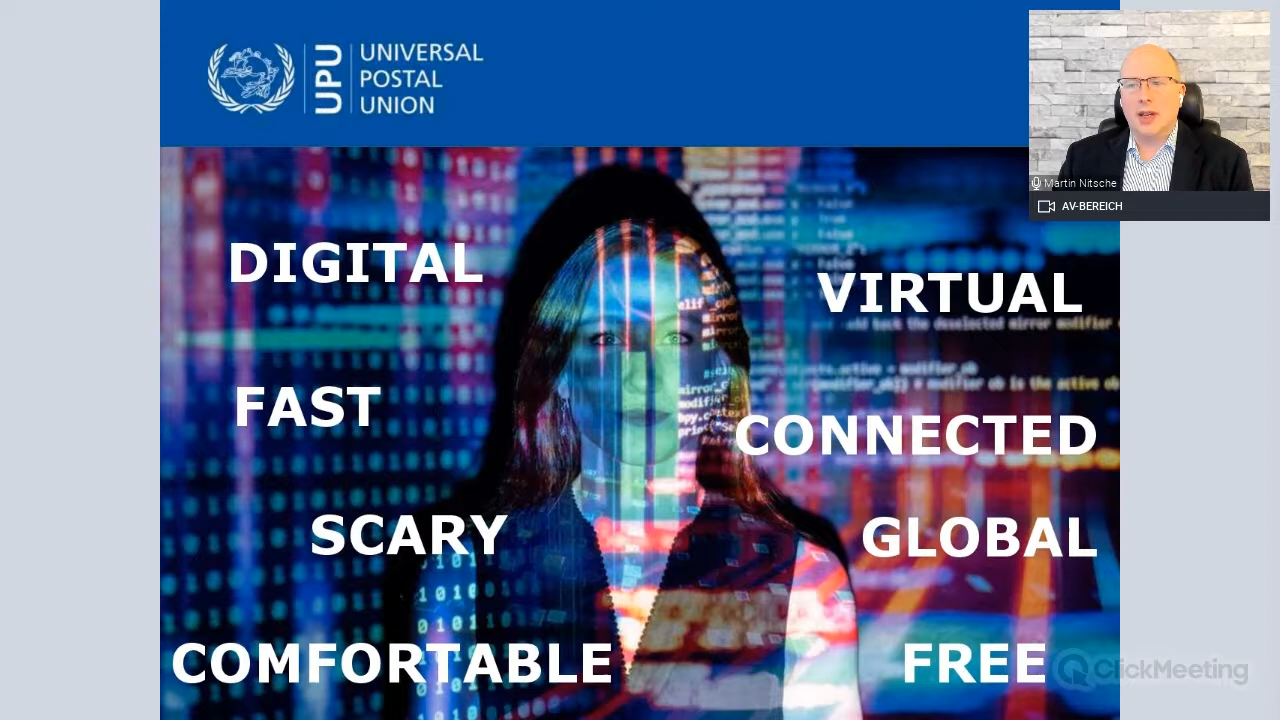 UPU
UNIVERSAL
POSTAL
UNION
Martin Nitsche
AV-BEREICH
DIGITAL
VIRTUAL
FAST
CONNECTED
SCARY
GLOBAL
COMFORTABLE
FREE
ClickMeeting